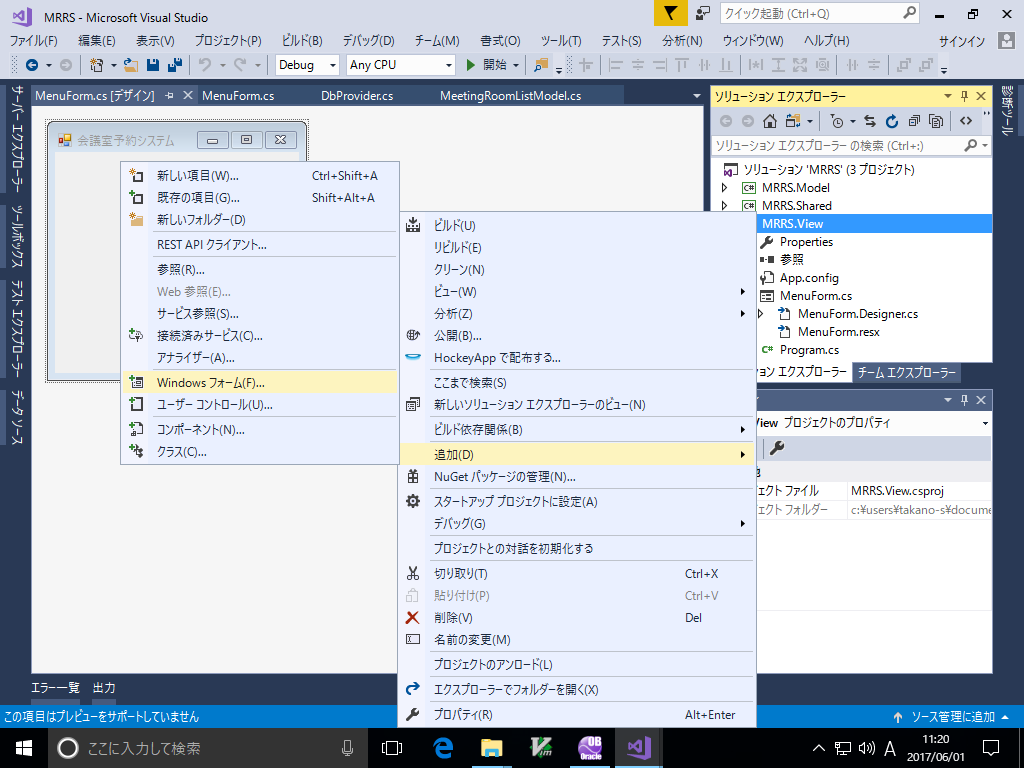 MRRS - Microsoft Visual Studio
クイック起動 (Ctrl+Q)
ファイル(F) 編集(E) 表示(V) プロジェクト(P) ビルド(B) デバッグ(D) チーム(M) 書式(O) ツール(T) テスト(S) 分析(N) ウィンドウ(W) ヘルプ(H) サインイン
Debug Any CPU 開始
サーバー エクスプローラー
ツールボックス
テスト エクスプローラー
データ ソース
MenuForm.cs [デザイン] MenuForm.cs DbProvider.cs MeetingRoomListModel.cs
会議室予約システム
新しい項目(W)... Ctrl+Shift+A
既存の項目(G)... Shift+Alt+A
新しいフォルダー(D)
REST API クライアント...
参照(R)...
Web 参照(E)...
サービス参照(S)...
接続済みサービス(C)...
アナライザー(A)...
Windows フォーム(F)...
ユーザー コントロール(U)...
コンポーネント(N)...
クラス(C)...
ビルド(U)
リビルド(E)
クリーン(N)
ビュー(W)
分析(Z)
公開(B)...
HockeyApp で配布する...
ここまで検索(S)
新しいソリューション エクスプローラーのビュー(N)
ビルド依存関係(B)
追加(D)
NuGet パッケージの管理(N)...
スタートアップ プロジェクトに設定(A)
デバッグ(G)
プロジェクトとの対話を初期化する
切り取り(T) Ctrl+X
貼り付け(P) Ctrl+V
削除(V) Del
名前の変更(M)
プロジェクトのアンロード(L)
エクスプローラーでフォルダーを開く(X)
プロパティ(R) Alt+Enter
ソリューション エクスプローラー
ソリューション エクスプローラー の検索 (Ctrl+:)
ソリューション 'MRRS' (3 プロジェクト)
C# MRRS.Model
C# MRRS.Shared
MRRS.View
Properties
参照
App.config
MenuForm.cs
MenuForm.Designer.cs
MenuForm.resx
C# Program.cs
ョン エクスプローラー チーム エクスプローラー
View プロジェクトのプロパティ
ェクト ファイル MRRS.View.csproj
ェクト フォルダー c:¥users¥takano-s¥docume
診断ツール
エラー一覧 出力
この項目はプレビューをサポートしていません ソース管理に追加
ここに入力して検索
OB
Oracle
A
11:20
2017/06/01